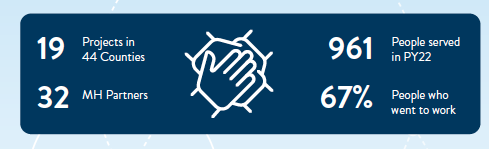 19 Projects in
44 Counties
961 People served
in PY22
32 MH Partners
67% People who
went to work